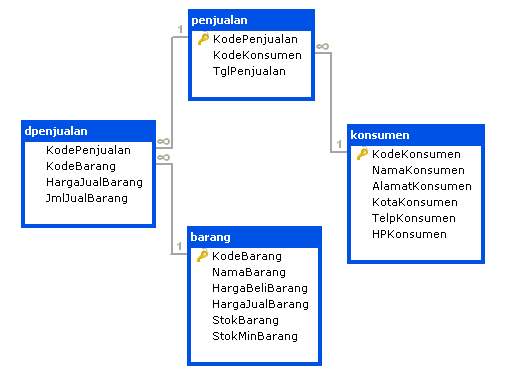 penjualan
KodePenjualan
KodeKonsumen
TglPenjualan
1
∞
dpenjualan
KodePenjualan
KodeBarang
HargaJualBarang
JmlJualBarang
∞
∞
konsumen
KodeKonsumen
NamaKonsumen
AlamatKonsumen
KotaKonsumen
TelpKonsumen
HPKonsumen
1
barang
KodeBarang
NamaBarang
HargaBeliBarang
HargaJualBarang
StokBarang
StokMinBarang
1